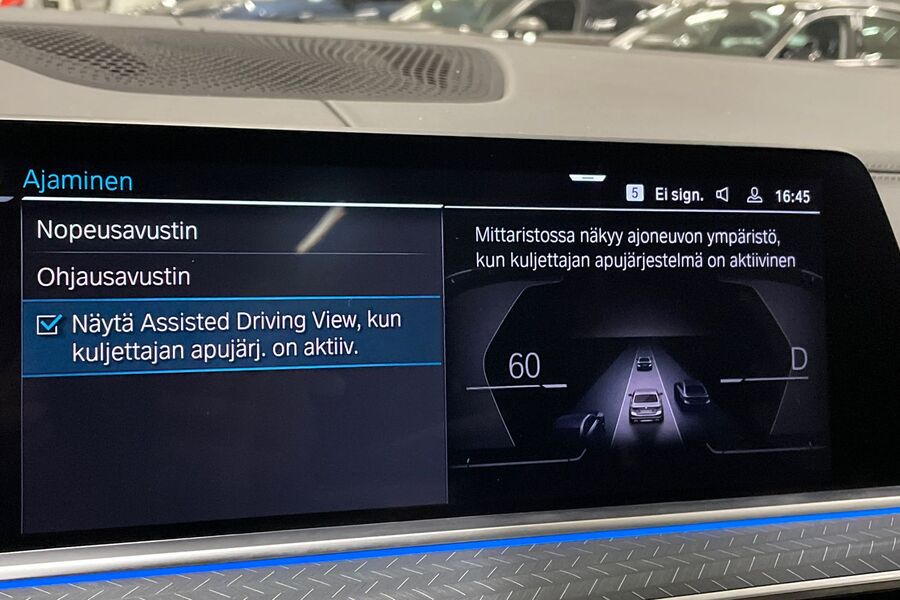 Ajaminen
5 Ei sign. 16:45
Nopeusavustin
Ohjausavustin
Näytä Assisted Driving View, kun
kuljettajan apujärj. on aktiiv.
Mittaristossa näkyy ajoneuvon ympäristö,
kun kuljettajan apujärjestelmä on aktiivinen
60
D